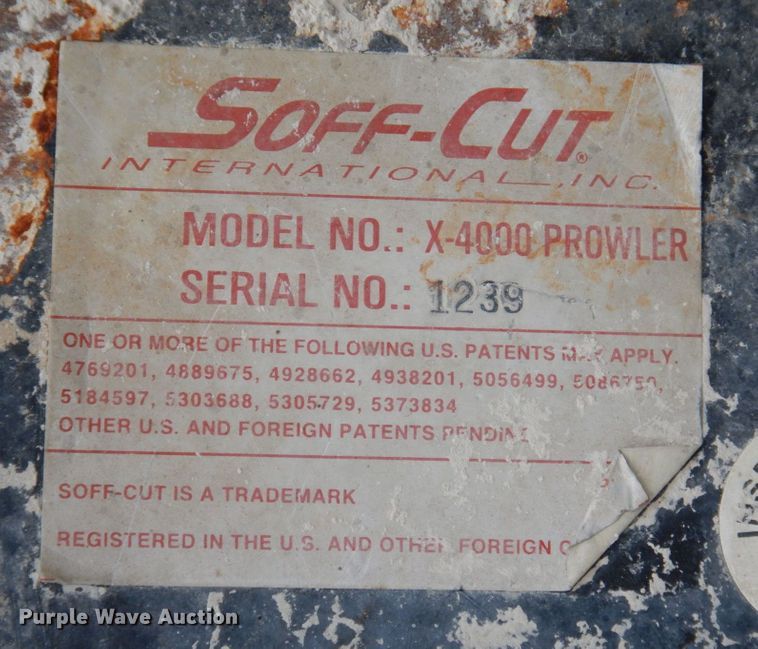 SOFF-CUT®
INTERNATIONAL, INC.
MODEL NO.: X-4000 PROWLER
SERIAL NO.: 1239
ONE OR MORE OF THE FOLLOWING U.S. PATENTS MAY APPLY.
4769201, 4889675, 4928662, 4938201, 5056499, 5086750,
5184597, 5303688, 5305729, 5373834
OTHER U.S. AND FOREIGN PATENTS PENDING
SOFF-CUT IS A TRADEMARK
REGISTERED IN THE U.S. AND OTHER FOREIGN
Purple Wave Auction